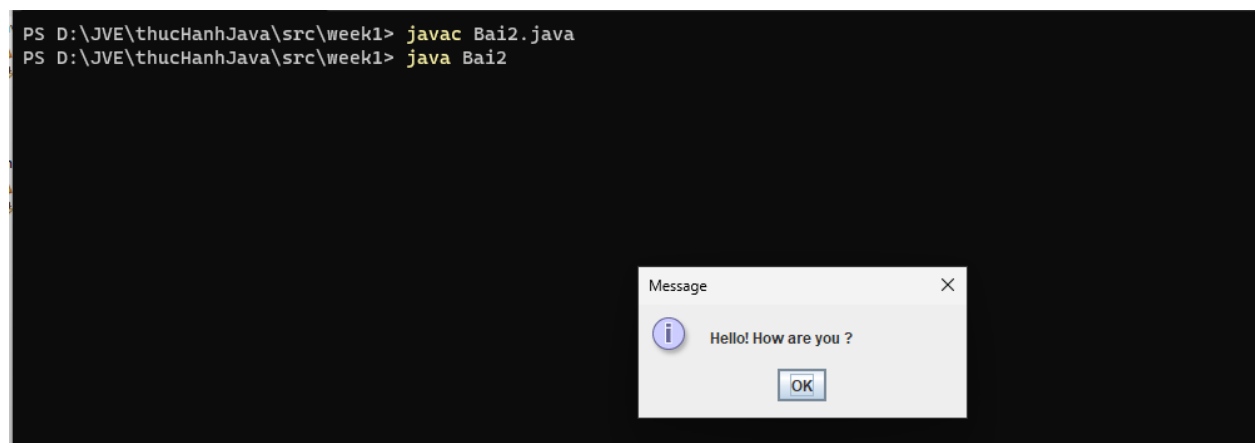 PS D:\JVE\thucHanhJava\src\week1> javac Bai2.java
PS D:\JVE\thucHanhJava\src\week1> java Bai2
Message
Hello! How are you ?
OK